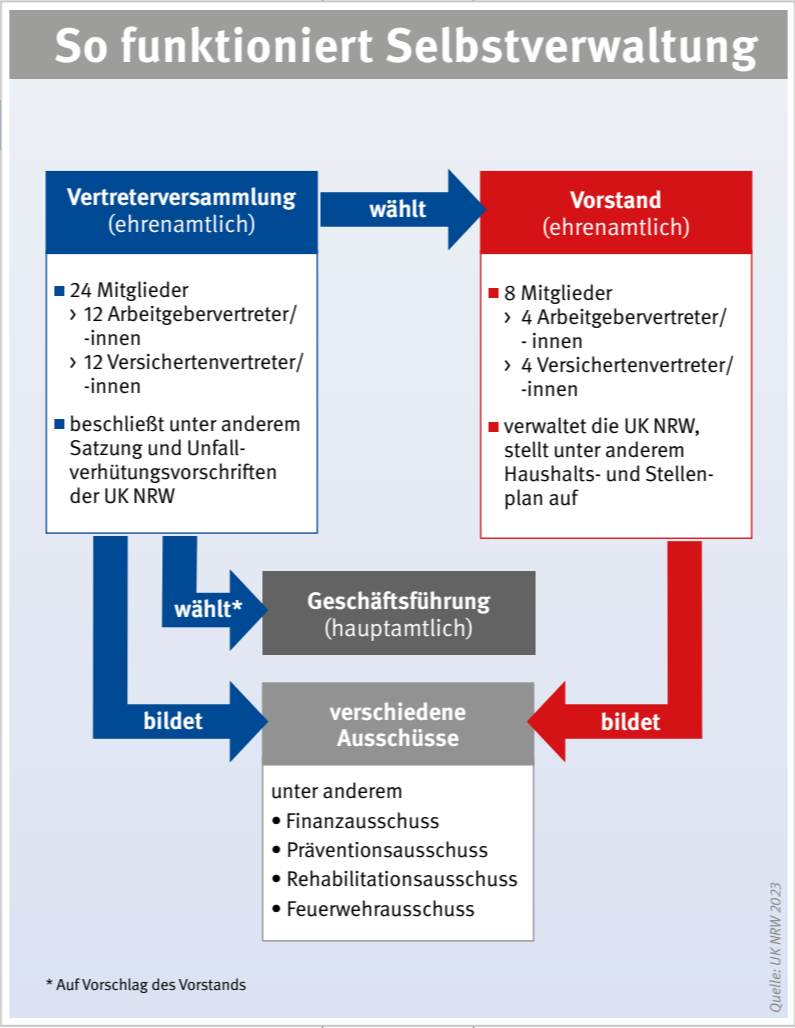 So funktioniert Selbstverwaltung
Vertreterversammlung
(ehrenamtlich)
wählt
Vorstand
(ehrenamtlich)
■ 24 Mitglieder
› 12 Arbeitgebervertreter/
-innen
› 12 Versichertenvertreter/
-innen
■ beschließt unter anderem
Satzung und Unfall-
verhütungsvorschriften
der UK NRW
■ 8 Mitglieder
› 4 Arbeitgebervertreter/
- innen
› 4 Versichertenvertreter/
-innen
■ verwaltet die UK NRW,
stellt unter anderem
Haushalts- und Stellen-
plan auf
wählt*
Geschäftsführung
(hauptamtlich)
bildet
verschiedene
Ausschüsse
bildet
unter anderem
• Finanzausschuss
• Präventionsausschuss
• Rehabilitationsausschuss
• Feuerwehrausschuss
* Auf Vorschlag des Vorstands
Quelle: UK NRW 2023